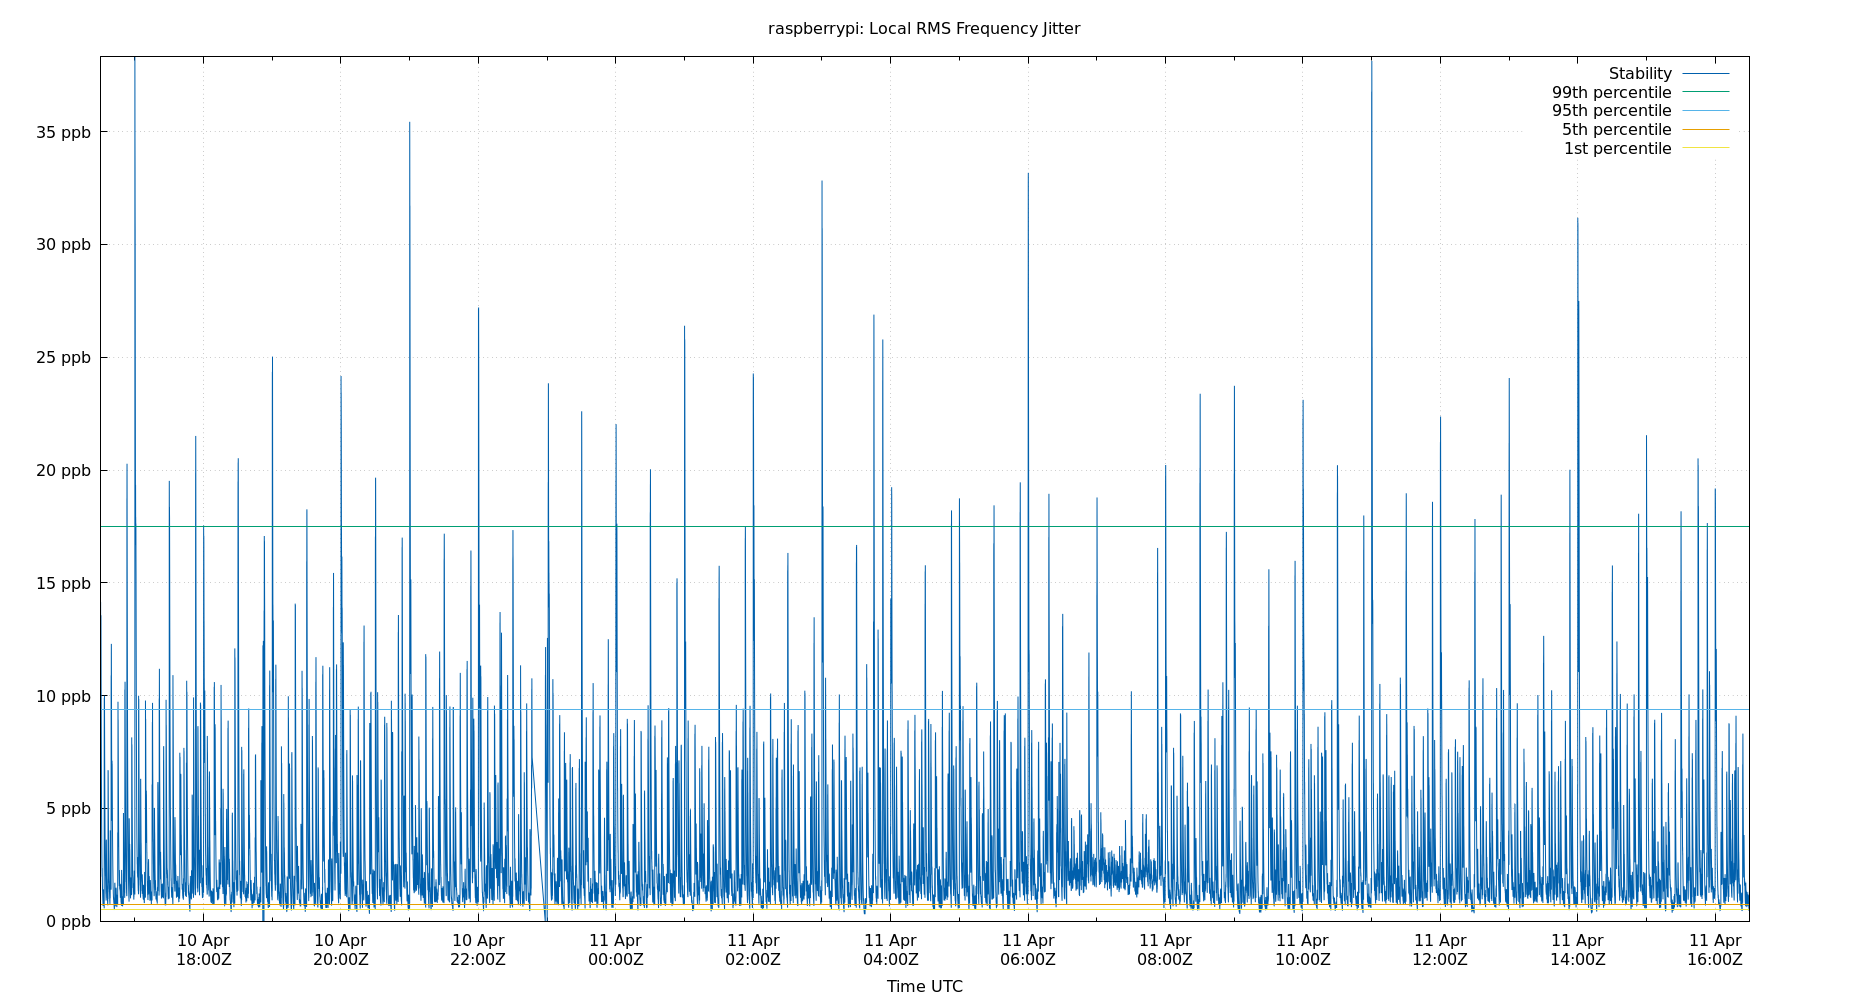 raspberrypi: Local RMS Frequency Jitter
Stability
99th percentile
95th percentile
5th percentile
1st percentile
35 ppb
30 ppb
25 ppb
20 ppb
15 ppb
10 ppb
5 ppb
0 ppb
10 Apr 10 Apr 10 Apr 11 Apr 11 Apr 11 Apr 11 Apr 11 Apr 11 Apr 11 Apr 11 Apr 11 Apr
18:00Z 20:00Z 22:00Z 00:00Z 02:00Z 04:00Z 06:00Z 08:00Z 10:00Z 12:00Z 14:00Z 16:00Z
Time UTC